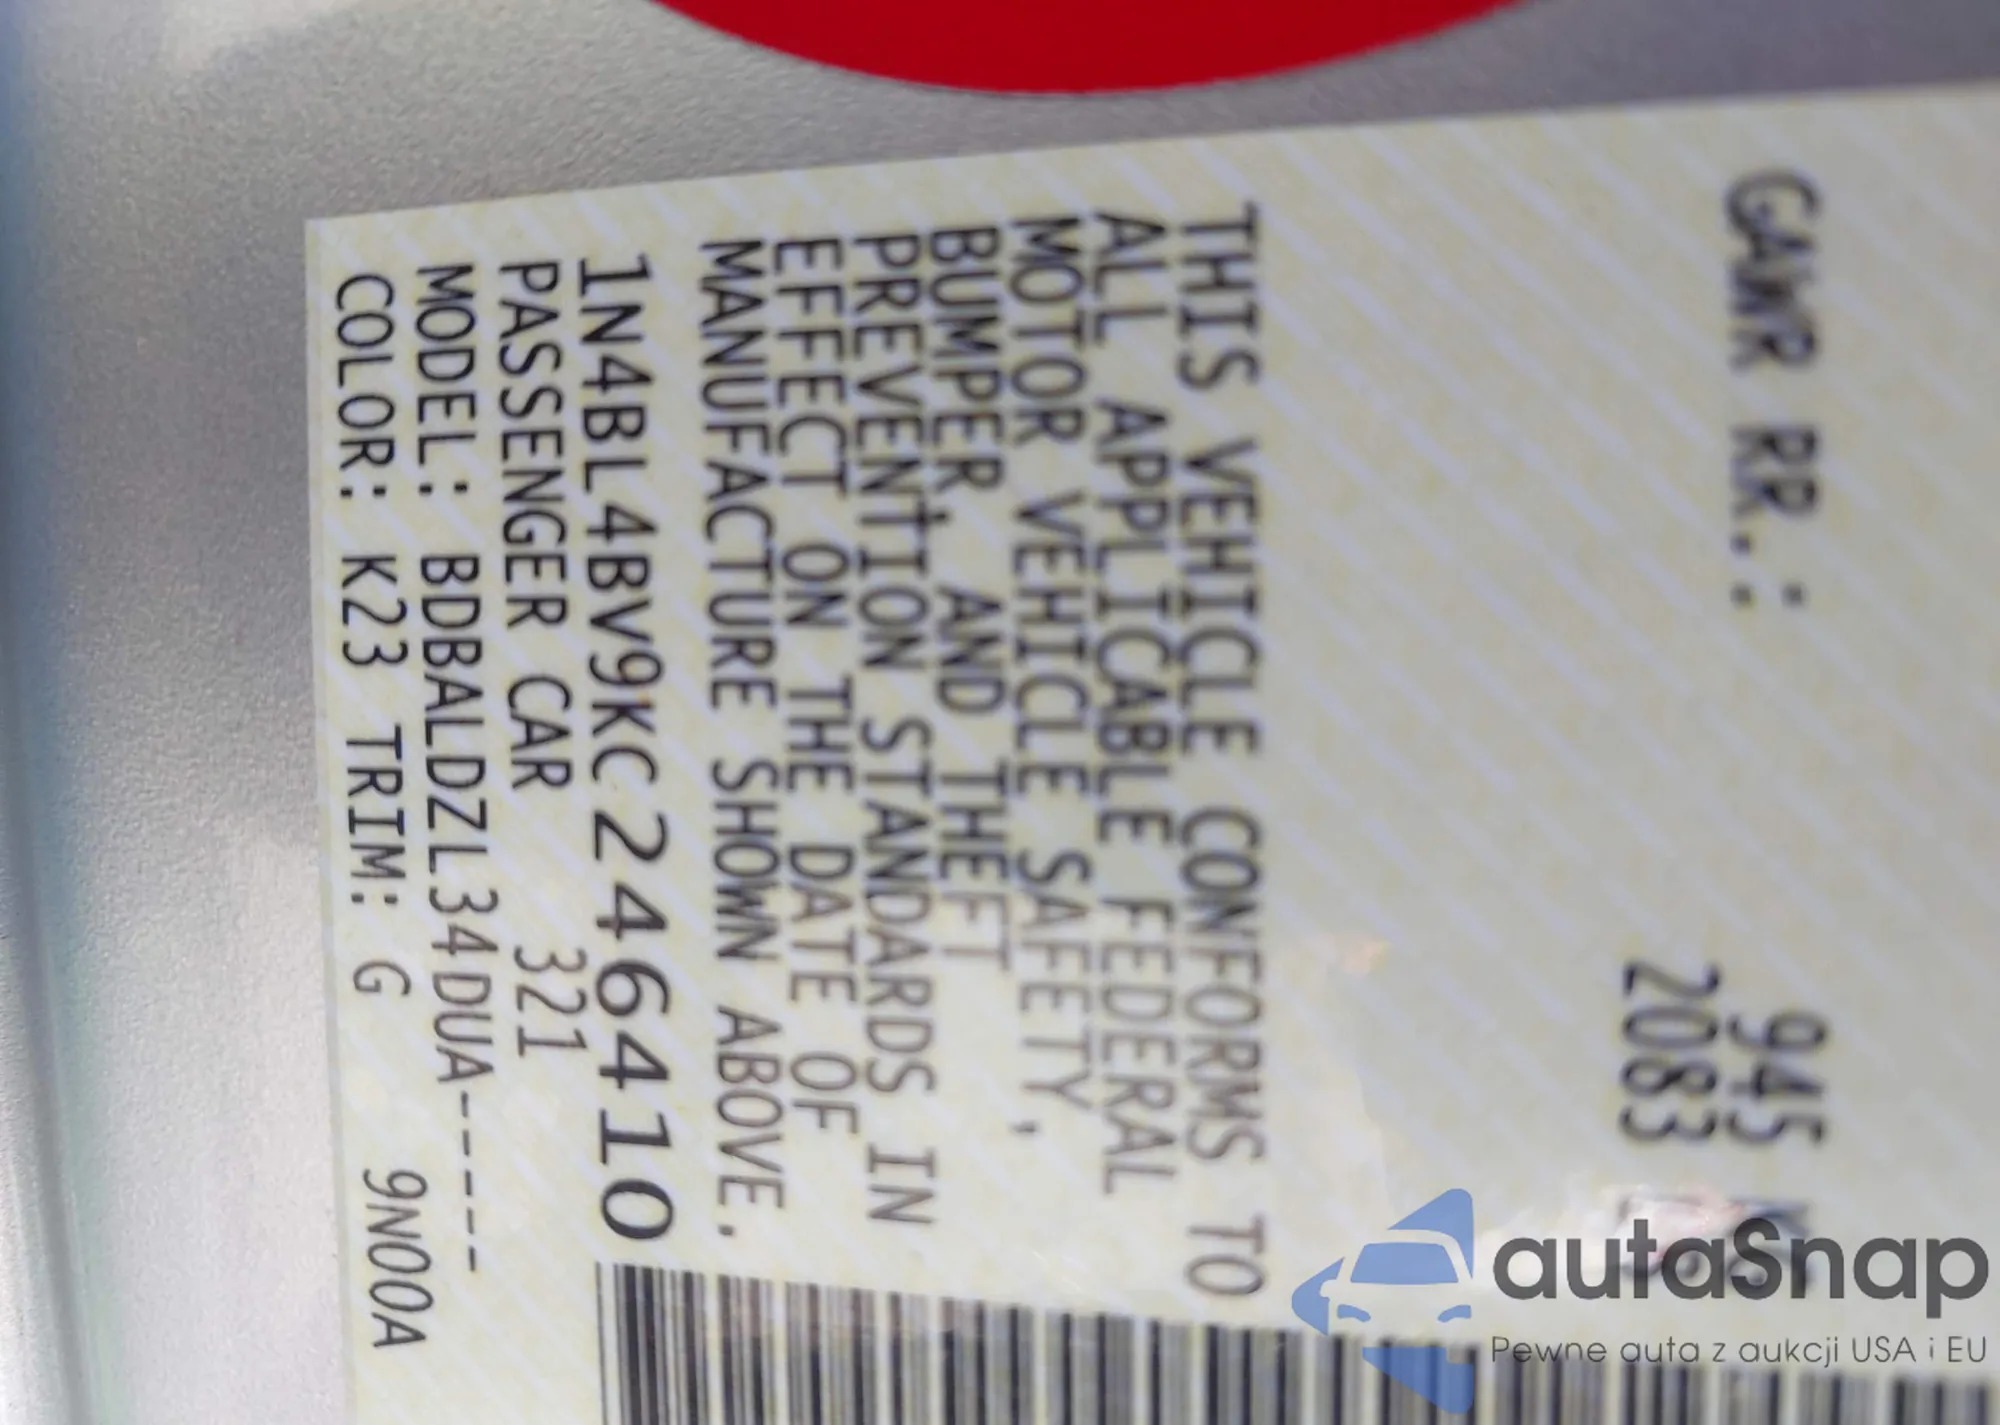 GAWR RR.: 945 K
2083
THIS VEHICLE CONFORMS TO
ALL APPLICABLE FEDERAL
MOTOR VEHICLE SAFETY,
BUMPER, AND THEFT
PREVENTION STANDARDS IN
EFFECT ON THE DATE OF
MANUFACTURE SHOWN ABOVE.
1N4BL4BV9KC246410
PASSENGER CAR 321
MODEL: BDBALDZL34DUA-----
COLOR: K23 TRIM: G 9N00A
autaSnap
Pewne auta z aukcji USA i EU